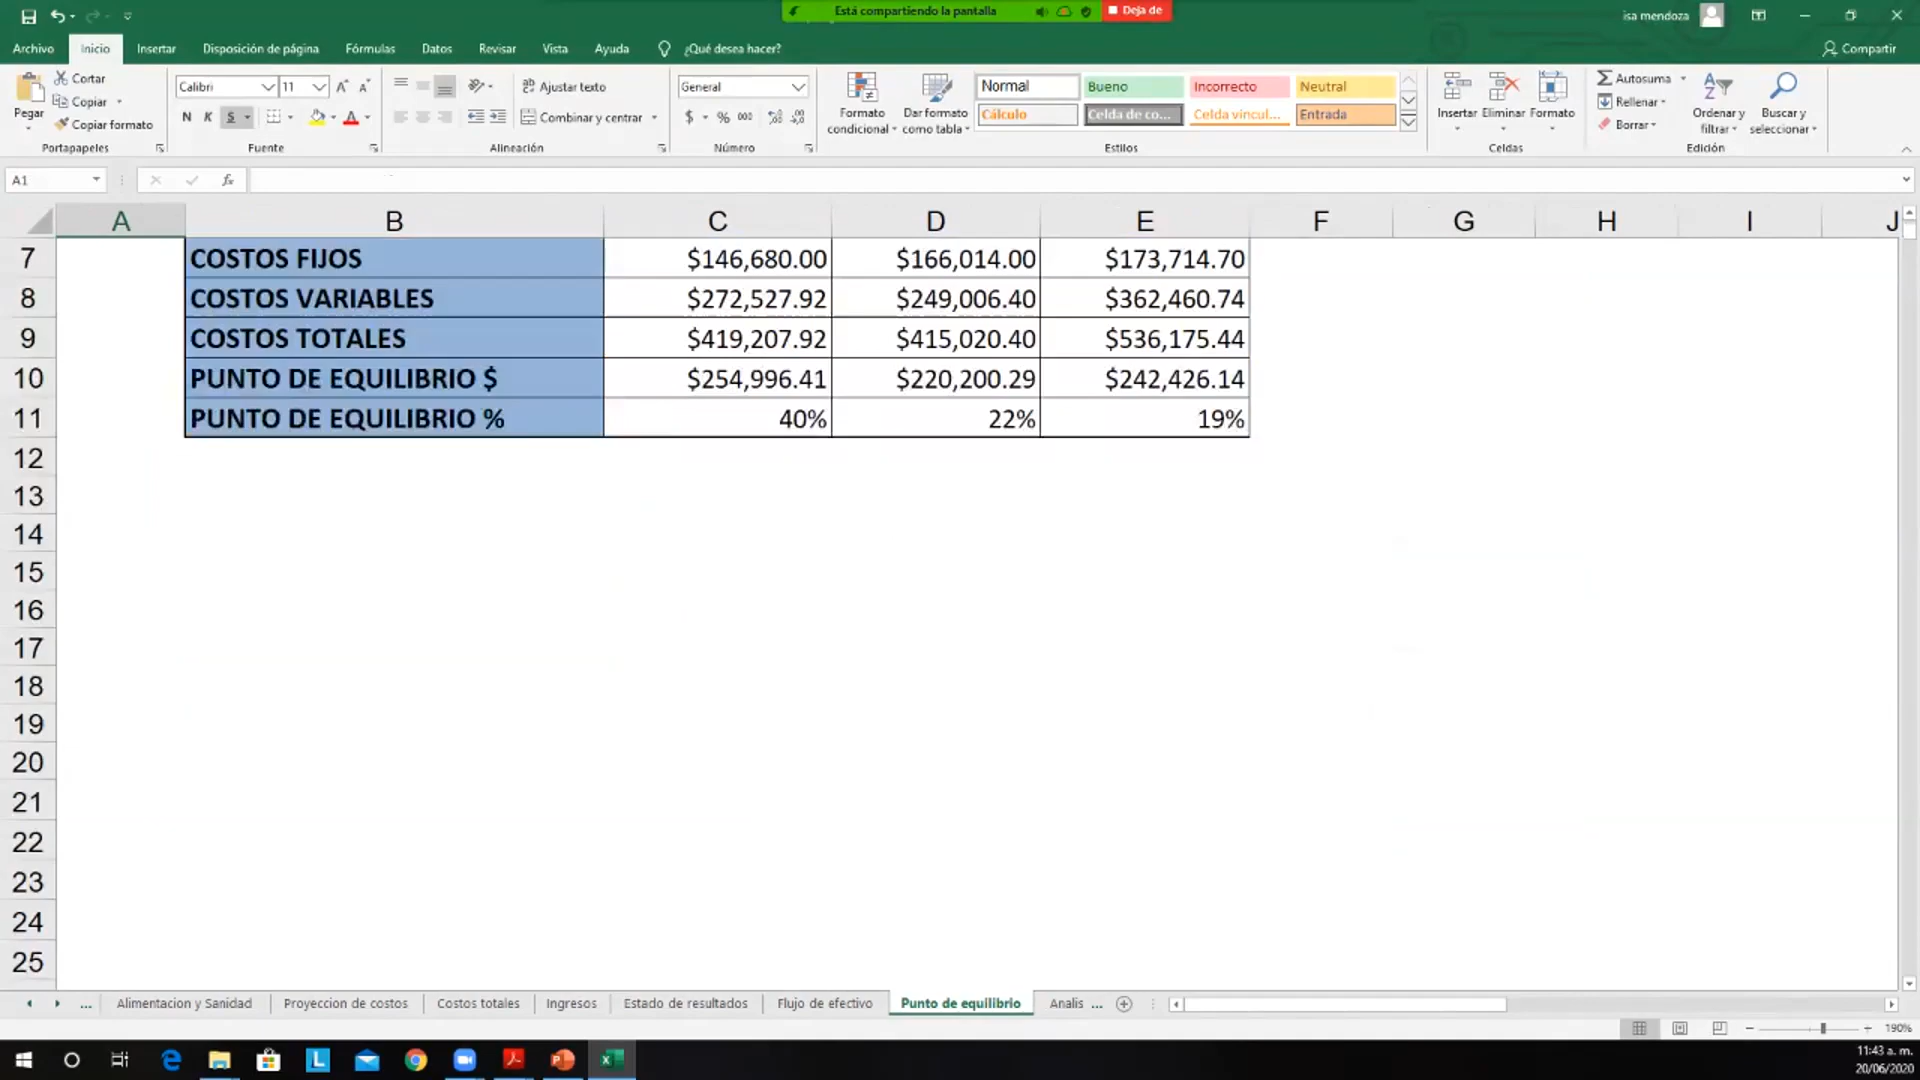 Está compartiendo la pantalla
Deja de
isa mendoza
Archivo Inicio Insertar Disposición de página Fórmulas Datos Revisar Vista Ayuda ¿Qué desea hacer? Compartir
Pegar
Cortar
Copiar
Copiar formato
Portapapeles
Calibri 11
N K S
Fuente
Ajustar texto
Combinar y centrar
Alineación
General
$ % 000
Número
Formato condicional
Dar formato como tabla
Normal Bueno Incorrecto Neutral
Cálculo Celda de co... Celda vincul... Entrada
Estilos
Insertar Eliminar Formato
Celdas
Autosuma
Rellenar
Borrar
Ordenar y filtrar
Buscar y seleccionar
Edición
A1 fx
A B C D E F G H I J
7 COSTOS FIJOS $146,680.00 $166,014.00 $173,714.70
8 COSTOS VARIABLES $272,527.92 $249,006.40 $362,460.74
9 COSTOS TOTALES $419,207.92 $415,020.40 $536,175.44
10 PUNTO DE EQUILIBRIO $ $254,996.41 $220,200.29 $242,426.14
11 PUNTO DE EQUILIBRIO % 40% 22% 19%
12
13
14
15
16
17
18
19
20
21
22
23
24
25
... Alimentacion y Sanidad Proyeccion de costos Costos totales Ingresos Estado de resultados Flujo de efectivo Punto de equilibrio Analis ...
190%
11:43 a. m.
20/06/2020